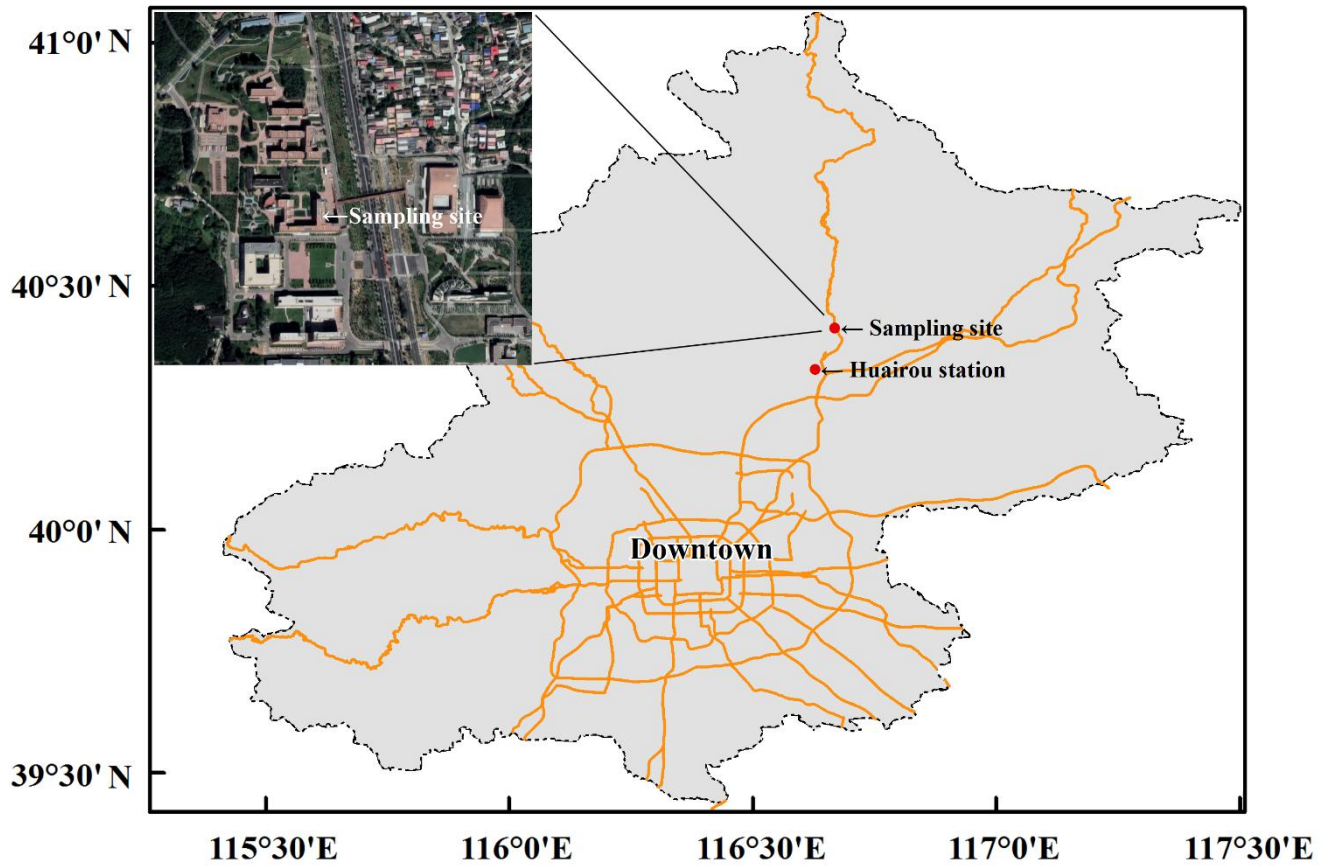 41°0' N
←Sampling site
40°30' N
← Sampling site
← Huairou station
40°0' N
Downtown
39°30' N
115°30'E
116°0'E
116°30'E
117°0'E
117°30'E